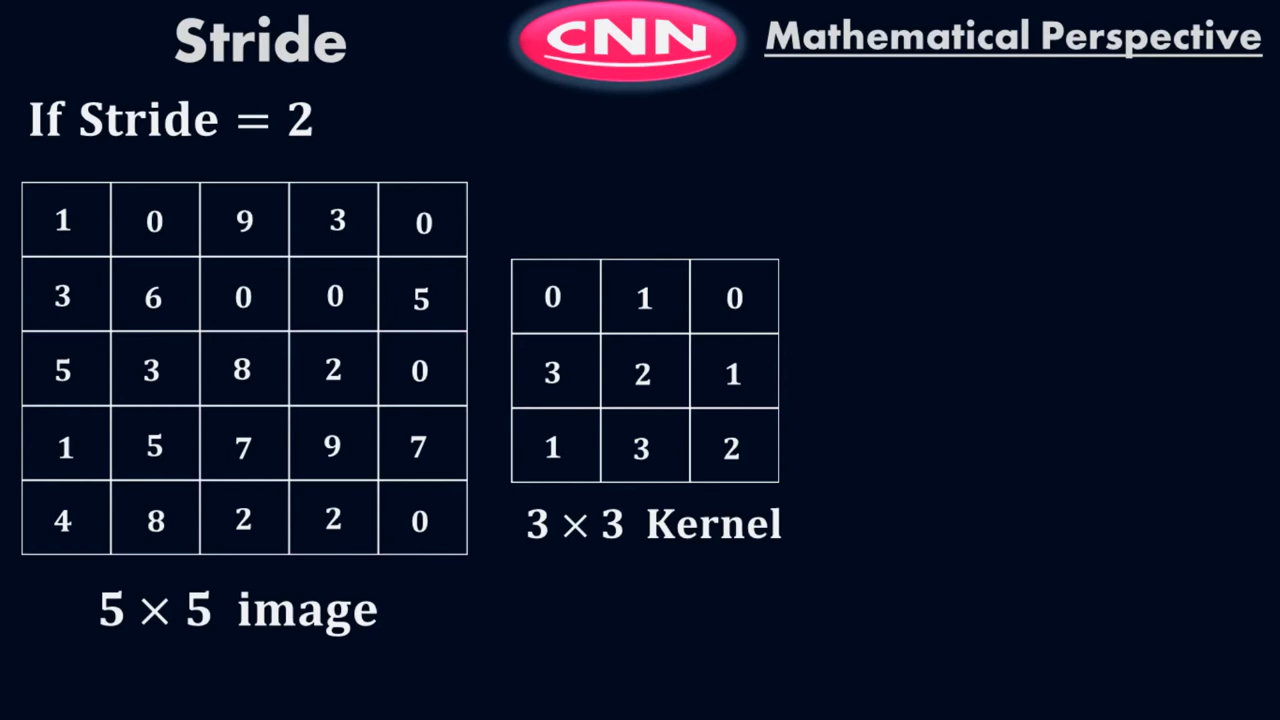 Stride
CNN
Mathematical Perspective
If Stride = 2
1 0 9 3 0
3 6 0 0 5
5 3 8 2 0
1 5 7 9 7
4 8 2 2 0
5 × 5 image
0 1 0
3 2 1
1 3 2
3 × 3 Kernel